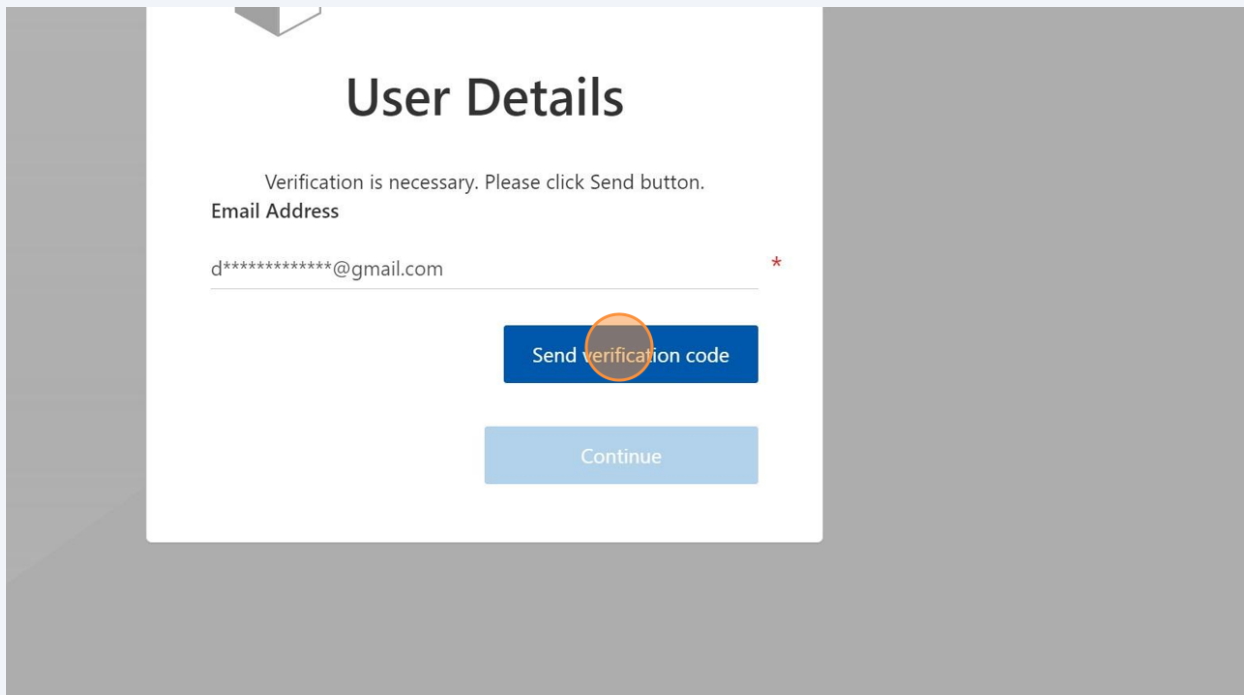 User Details
Verification is necessary. Please click Send button.
Email Address
d*************@gmail.com
*
Send verification code
Continue